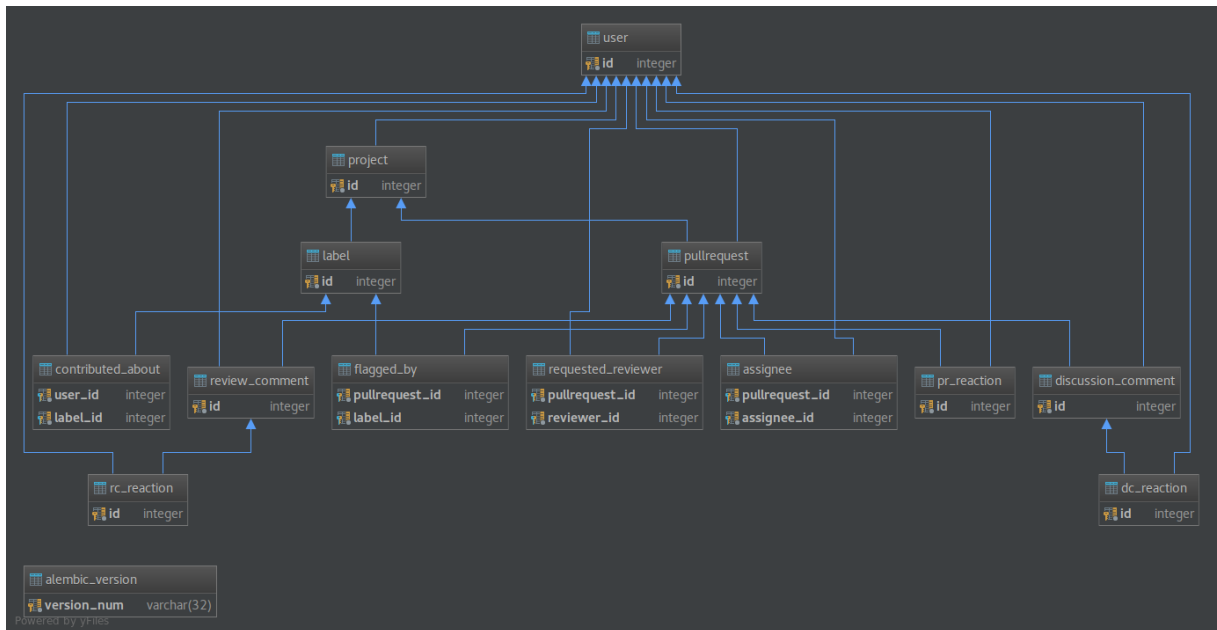 user
id integer
project
id integer
label
id integer
pullrequest
id integer
contributed_about
user_id integer
label_id integer
review_comment
id integer
flagged_by
pullrequest_id integer
label_id integer
requested_reviewer
pullrequest_id integer
reviewer_id integer
assignee
pullrequest_id integer
assignee_id integer
pr_reaction
id integer
discussion_comment
id integer
rc_reaction
id integer
dc_reaction
id integer
alembic_version
version_num varchar(32)
Powered by yFiles